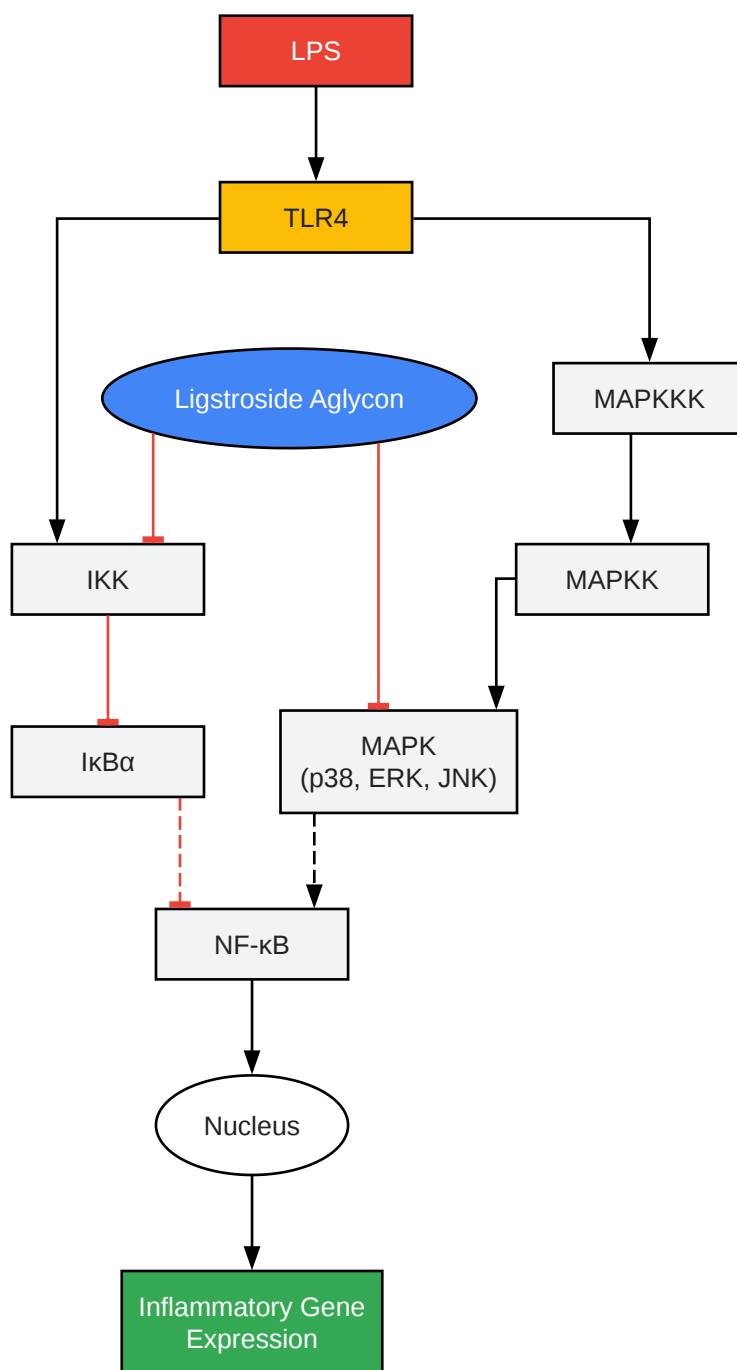 LPS
TLR4
Ligstroside Aglycon
MAPKKK
IKK
MAPKK
IκBα
MAPK
(p38, ERK, JNK)
NF-κB
Nucleus
Inflammatory Gene
Expression